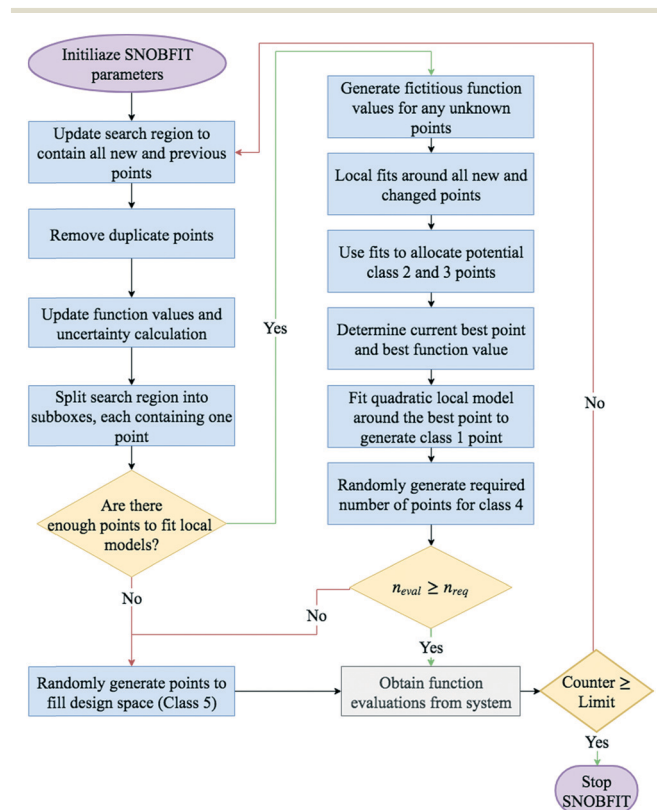 Initiliaze SNOBFIT
parameters
Update search region to
contain all new and previous
points
Remove duplicate points
Update function values and
uncertainty calculation
Split search region into
subboxes, each containing one
point
Are there
enough points to fit local
models?
Yes
No
Randomly generate points to
fill design space (Class 5)
Generate fictitious function
values for any unknown
points
Local fits around all new and
changed points
Use fits to allocate potential
class 2 and 3 points
Determine current best point
and best function value
Fit quadratic local model
around the best point to
generate class 1 point
Randomly generate required
number of points for class 4
n_eval ≥ n_req
No
Yes
Obtain function
evaluations from system
Counter ≥
Limit
No
Yes
Stop
SNOBFIT